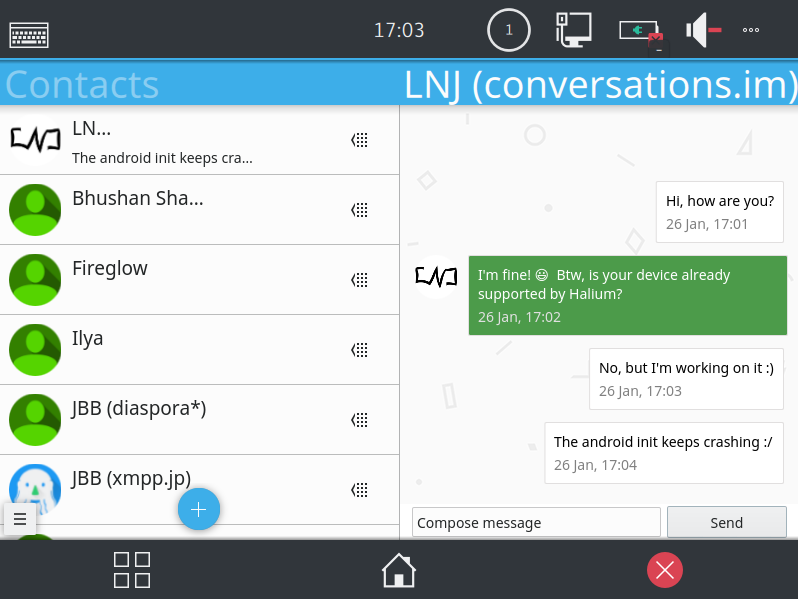 17:03
1
Contacts
LNJ (conversations.im)
LN...
The android init keeps cra...
Bhushan Sha...
Fireglow
Ilya
JBB (diaspora*)
JBB (xmpp.jp)
Hi, how are you?
26 Jan, 17:01
I'm fine! 😃 Btw, is your device already
supported by Halium?
26 Jan, 17:02
No, but I'm working on it :)
26 Jan, 17:03
The android init keeps crashing :/
26 Jan, 17:04
Compose message
Send